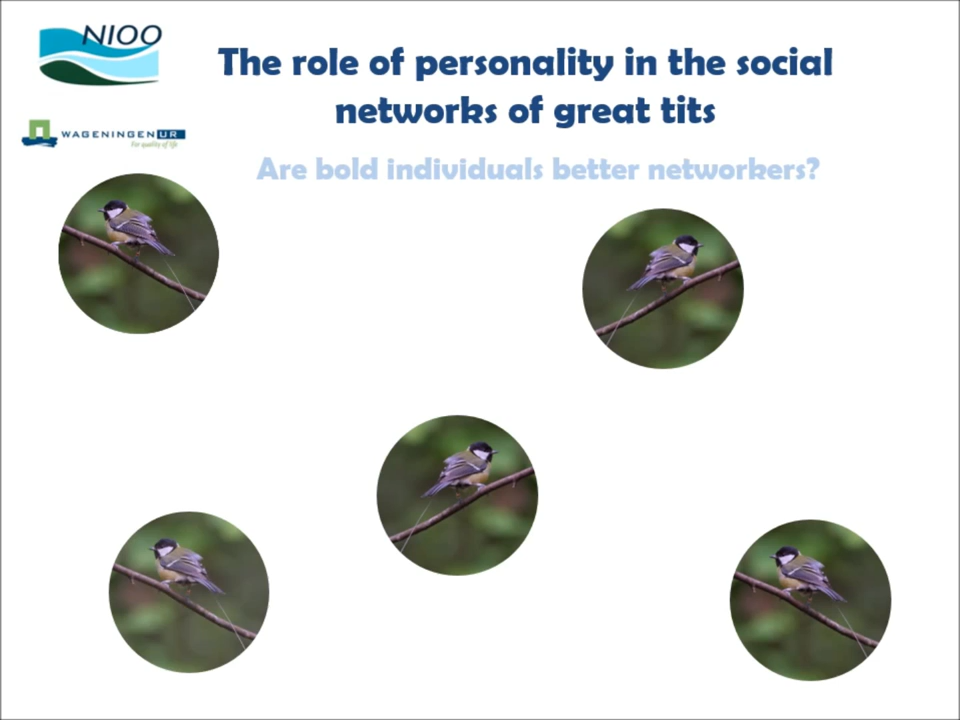 NIOO
The role of personality in the social
networks of great tits
WAGENINGEN UR
For quality of life
Are bold individuals better networkers?